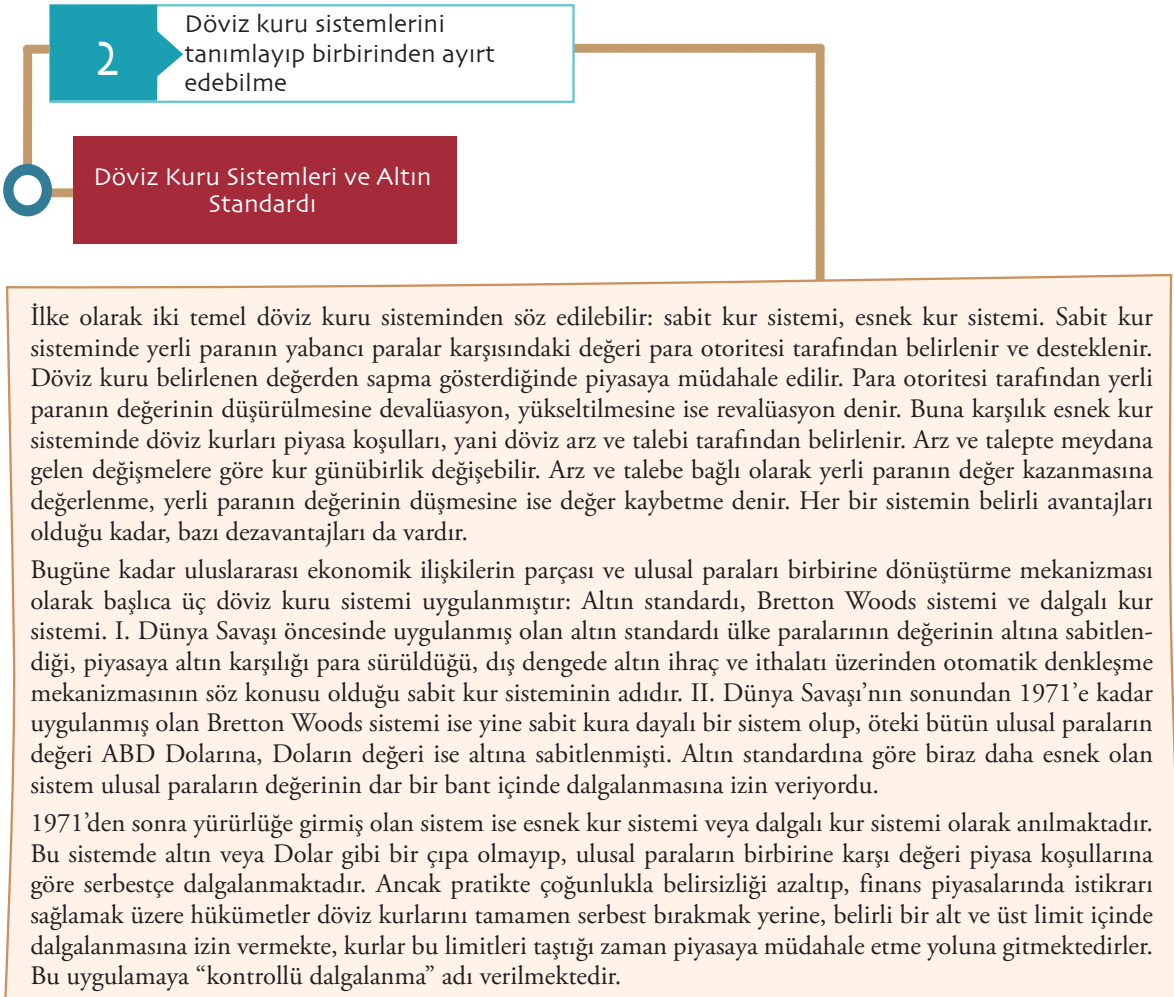 2
Döviz kuru sistemlerini
tanımlayıp birbirinden ayırt
edebilme
Döviz Kuru Sistemleri ve Altın
Standardı
İlke olarak iki temel döviz kuru sisteminden söz edilebilir: sabit kur sistemi, esnek kur sistemi. Sabit kur
sisteminde yerli paranın yabancı paralar karşısındaki değeri para otoritesi tarafından belirlenir ve desteklenir.
Döviz kuru belirlenen değerden sapma gösterdiğinde piyasaya müdahale edilir. Para otoritesi tarafından yerli
paranın değerinin düşürülmesine devalüasyon, yükseltilmesine ise revalüasyon denir. Buna karşılık esnek kur
sisteminde döviz kurları piyasa koşulları, yani döviz arz ve talebi tarafından belirlenir. Arz ve talepte meydana
gelen değişmelere göre kur günübirlik değişebilir. Arz ve talebe bağlı olarak yerli paranın değer kazanmasına
değerlenme, yerli paranın değerinin düşmesine ise değer kaybetme denir. Her bir sistemin belirli avantajları
olduğu kadar, bazı dezavantajları da vardır.
Bugüne kadar uluslararası ekonomik ilişkilerin parçası ve ulusal paraları birbirine dönüştürme mekanizması
olarak başlıca üç döviz kuru sistemi uygulanmıştır: Altın standardı, Bretton Woods sistemi ve dalgalı kur
sistemi. I. Dünya Savaşı öncesinde uygulanmış olan altın standardı ülke paralarının değerinin altına sabitlen-
diği, piyasaya altın karşılığı para sürüldüğü, dış dengede altın ihraç ve ithalatı üzerinden otomatik denkleşme
mekanizmasının söz konusu olduğu sabit kur sisteminin adıdır. II. Dünya Savaşı’nın sonundan 1971’e kadar
uygulanmış olan Bretton Woods sistemi ise yine sabit kura dayalı bir sistem olup, öteki bütün ulusal paraların
değeri ABD Dolarına, Doların değeri ise altına sabitlenmişti. Altın standardına göre biraz daha esnek olan
sistem ulusal paraların değerinin dar bir bant içinde dalgalanmasına izin veriyordu.
1971’den sonra yürürlüğe girmiş olan sistem ise esnek kur sistemi veya dalgalı kur sistemi olarak anılmaktadır.
Bu sistemde altın veya Dolar gibi bir çıpa olmayıp, ulusal paraların birbirine karşı değeri piyasa koşullarına
göre serbestçe dalgalanmaktadır. Ancak pratikte çoğunlukla belirsizliği azaltıp, finans piyasalarında istikrarı
sağlamak üzere hükümetler döviz kurlarını tamamen serbest bırakmak yerine, belirli bir alt ve üst limit içinde
dalgalanmasına izin vermekte, kurlar bu limitleri taştığı zaman piyasaya müdahale etme yoluna gitmektedirler.
Bu uygulamaya “kontrollü dalgalanma” adı verilmektedir.